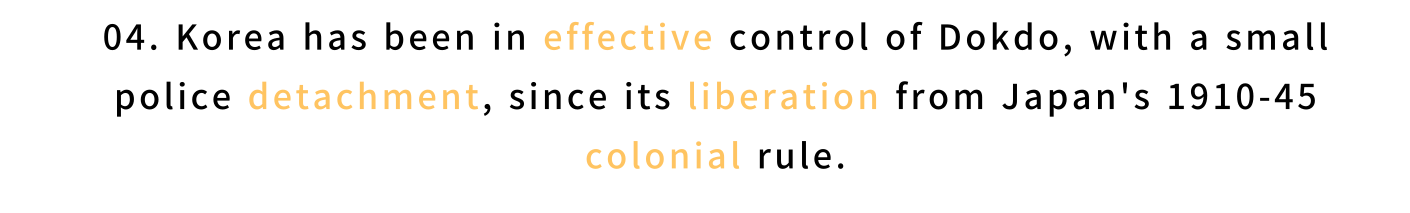 04. Korea has been in effective control of Dokdo, with a small
police detachment, since its liberation from Japan's 1910-45
colonial rule.